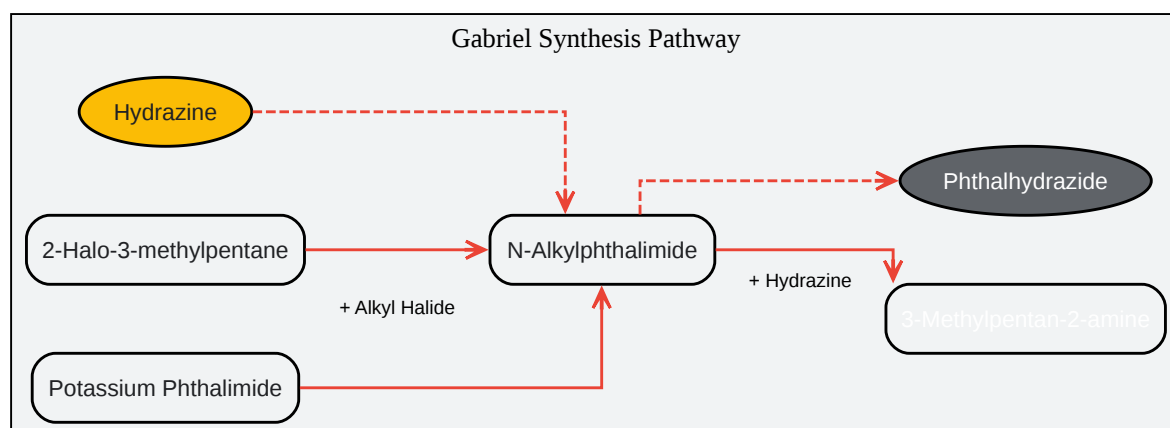 Gabriel Synthesis Pathway
Hydrazine
Phthalhydrazide
2-Halo-3-methylpentane
N-Alkylphthalimide
+ Hydrazine
+ Alkyl Halide
3-Methylpentan-2-amine
Potassium Phthalimide